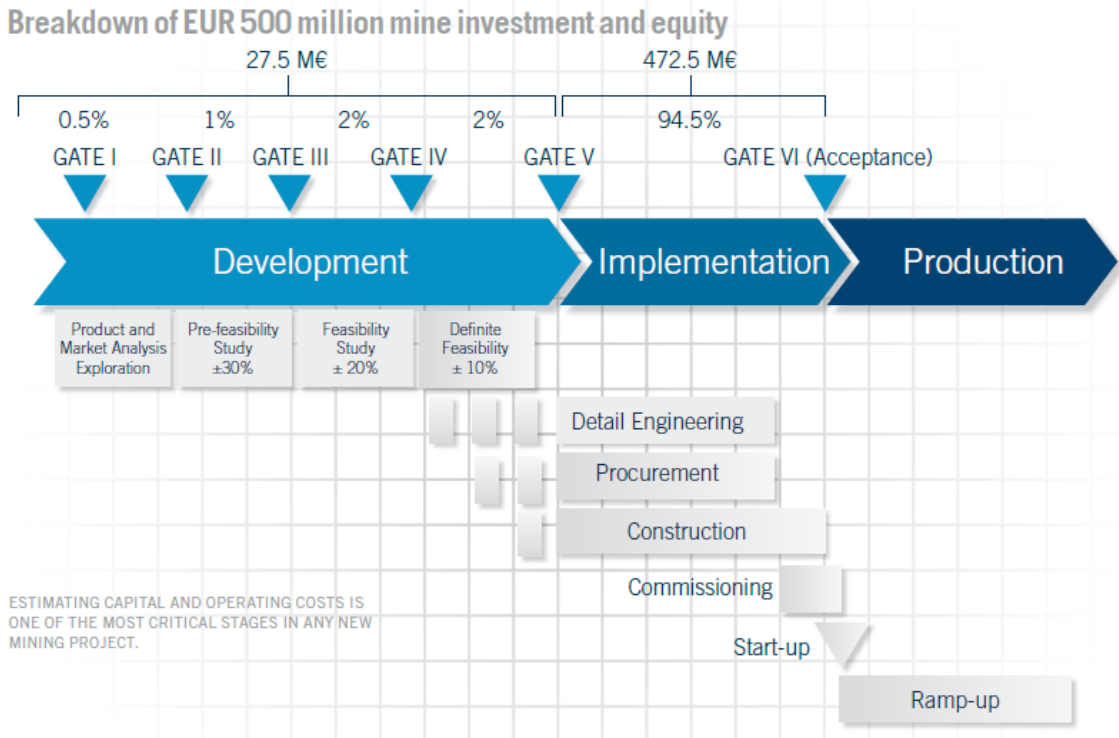 Breakdown of EUR 500 million mine investment and equity
27.5 M€ 472.5 M€
0.5% 1% 2% 2% 94.5%
GATE I GATE II GATE III GATE IV GATE V GATE VI (Acceptance)
Development Implementation Production
Product and
Market Analysis
Exploration
Pre-feasibility
Study
±30%
Feasibility
Study
± 20%
Definite
Feasibility
± 10%
Detail Engineering
Procurement
Construction
Commissioning
ESTIMATING CAPITAL AND OPERATING COSTS IS
ONE OF THE MOST CRITICAL STAGES IN ANY NEW
MINING PROJECT.
Start-up
Ramp-up